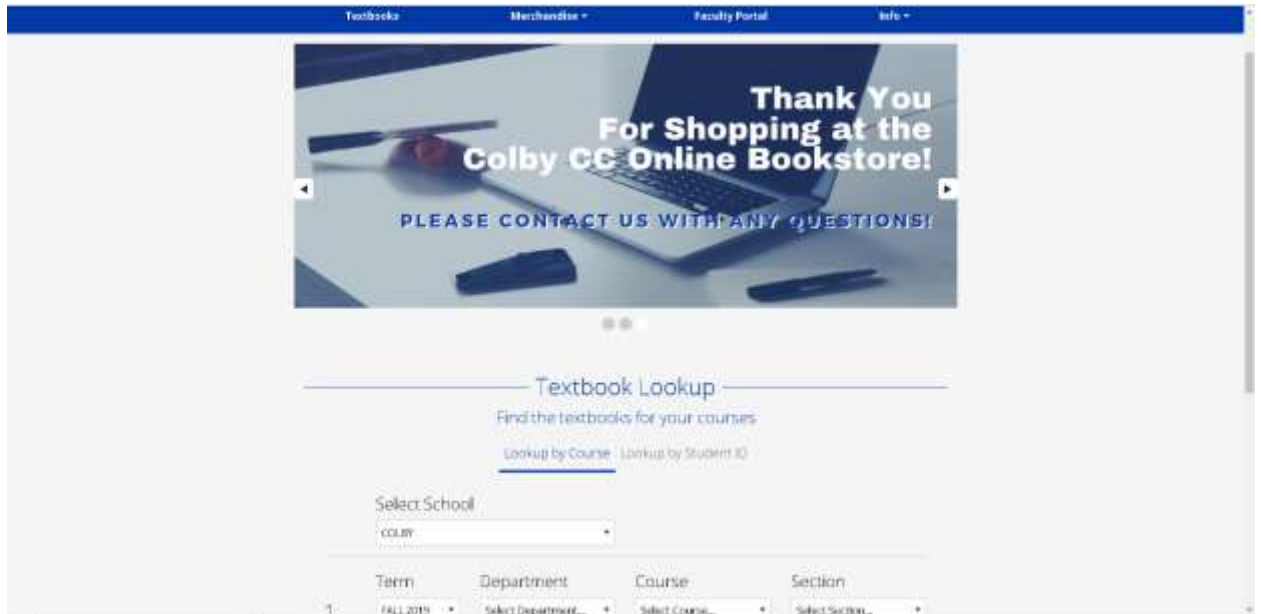 Textbooks Merchandise Faculty Portal Info
Thank You
For Shopping at the
Colby CC Online Bookstore!
PLEASE CONTACT US WITH ANY QUESTIONS!
Textbook Lookup
Find the textbooks for your courses
Lookup by Course Lookup by Student ID
Select School
COLBY
Term Department Course Section
1 FALL 2019 Select Department... Select Course... Select Section...